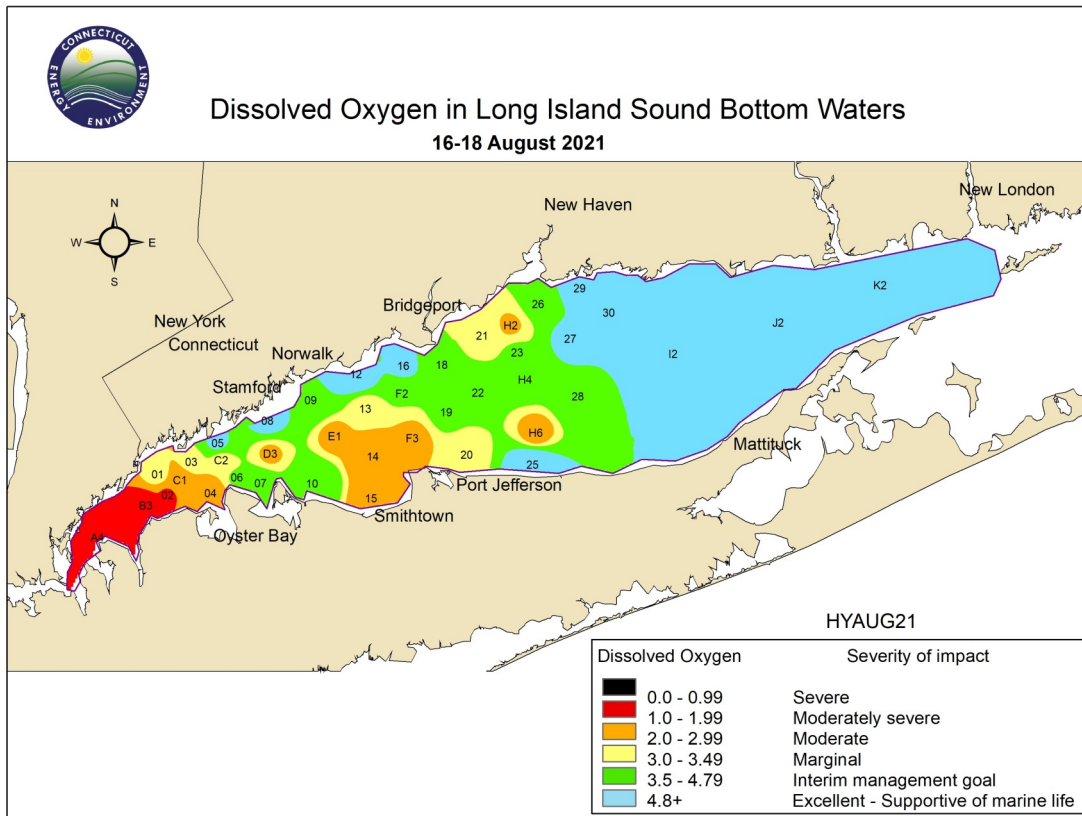 CONNECTICUT
ENERGY
ENVIRONMENT
Dissolved Oxygen in Long Island Sound Bottom Waters
16-18 August 2021
New London
New Haven
N
W E
S
K2
29
26
30
Bridgeport
J2
New York
H2
21
27
Connecticut
23
I2
Norwalk
16
18
12
H4
Stamford
F2
22
28
09
13
19
08
E1
F3
H6
05
Mattituck
D3
14
20
03
C2
25
01
C1
06
07
10
Port Jefferson
02
04
15
B3
Smithtown
A4
Oyster Bay
HYAUG21
Dissolved Oxygen Severity of impact
0.0 - 0.99 Severe
1.0 - 1.99 Moderately severe
2.0 - 2.99 Moderate
3.0 - 3.49 Marginal
3.5 - 4.79 Interim management goal
4.8+ Excellent - Supportive of marine life